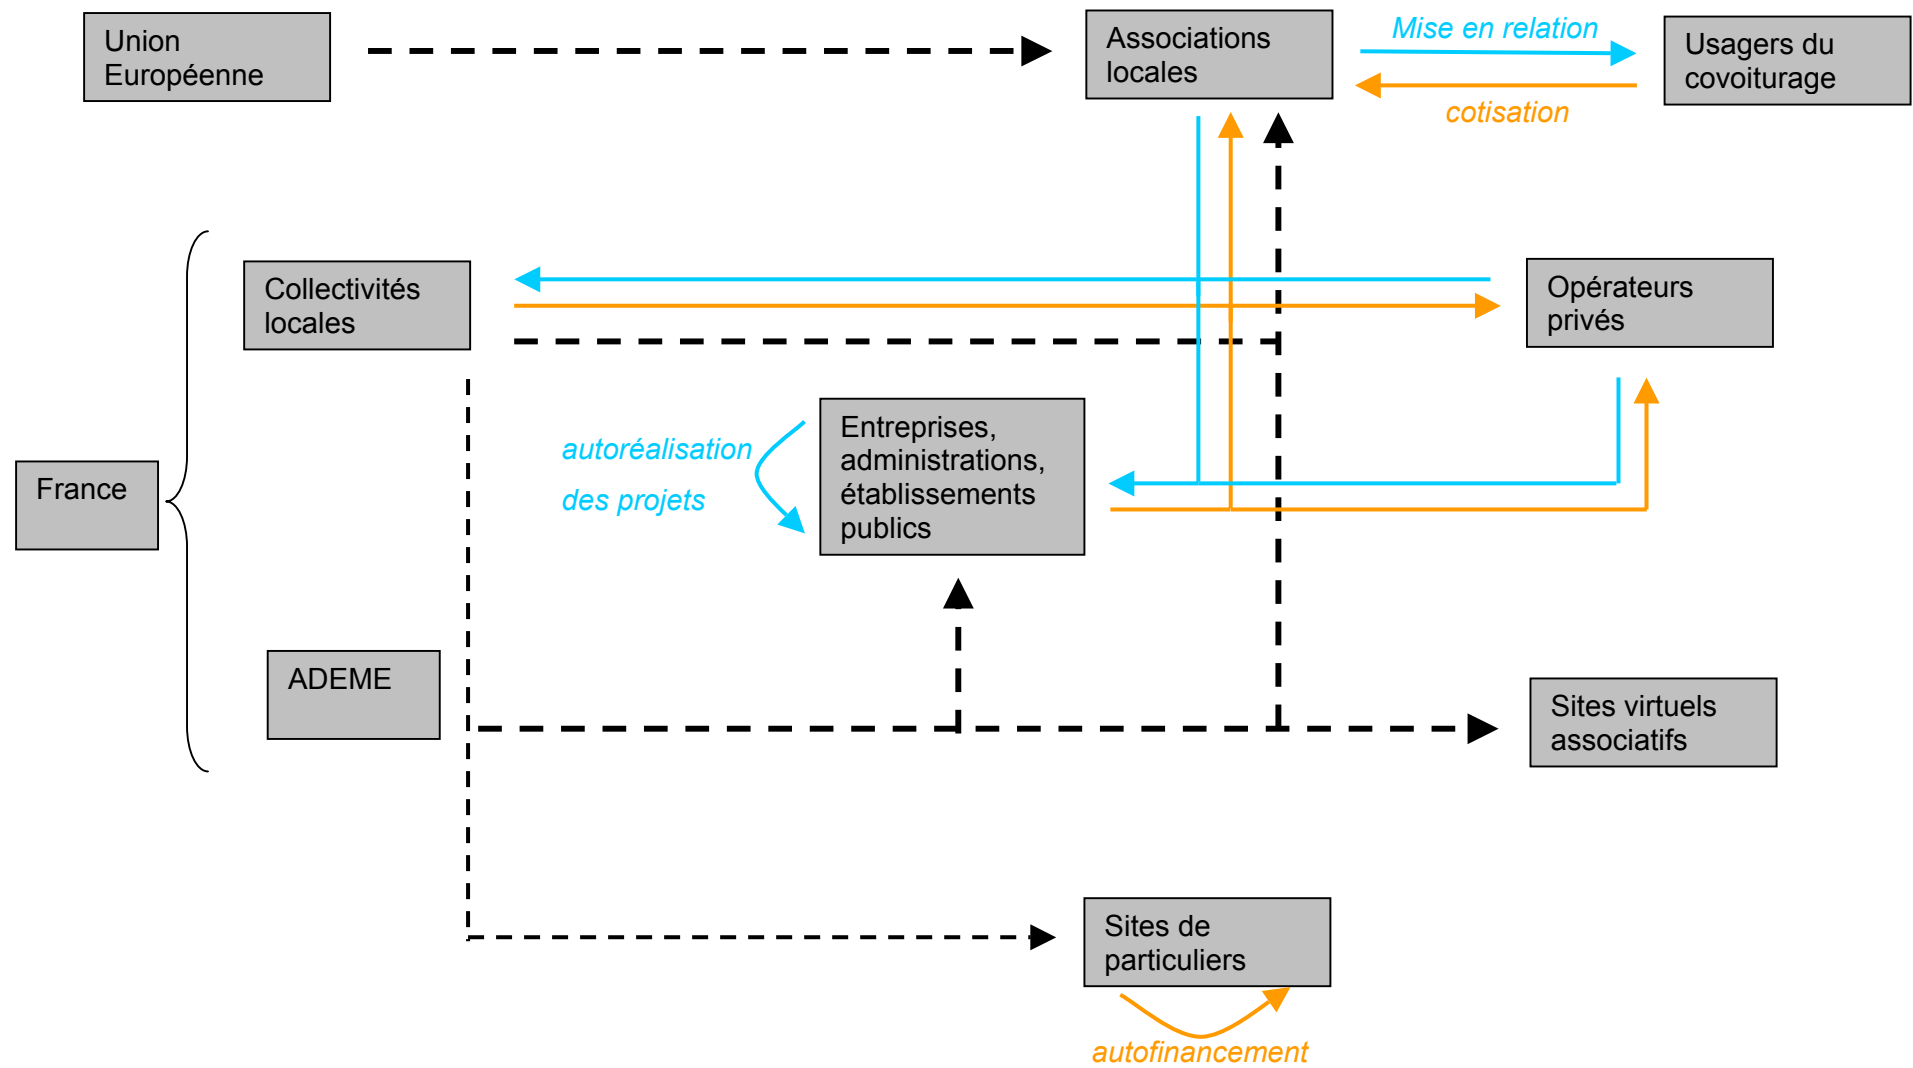 Union
Européenne
Associations
locales
Mise en relation
cotisation
Usagers du
covoiturage
Collectivités
locales
Opérateurs
privés
France
autoréalisation
des projets
Entreprises,
administrations,
établissements
publics
ADEME
Sites virtuels
associatifs
Sites de
particuliers
autofinancement